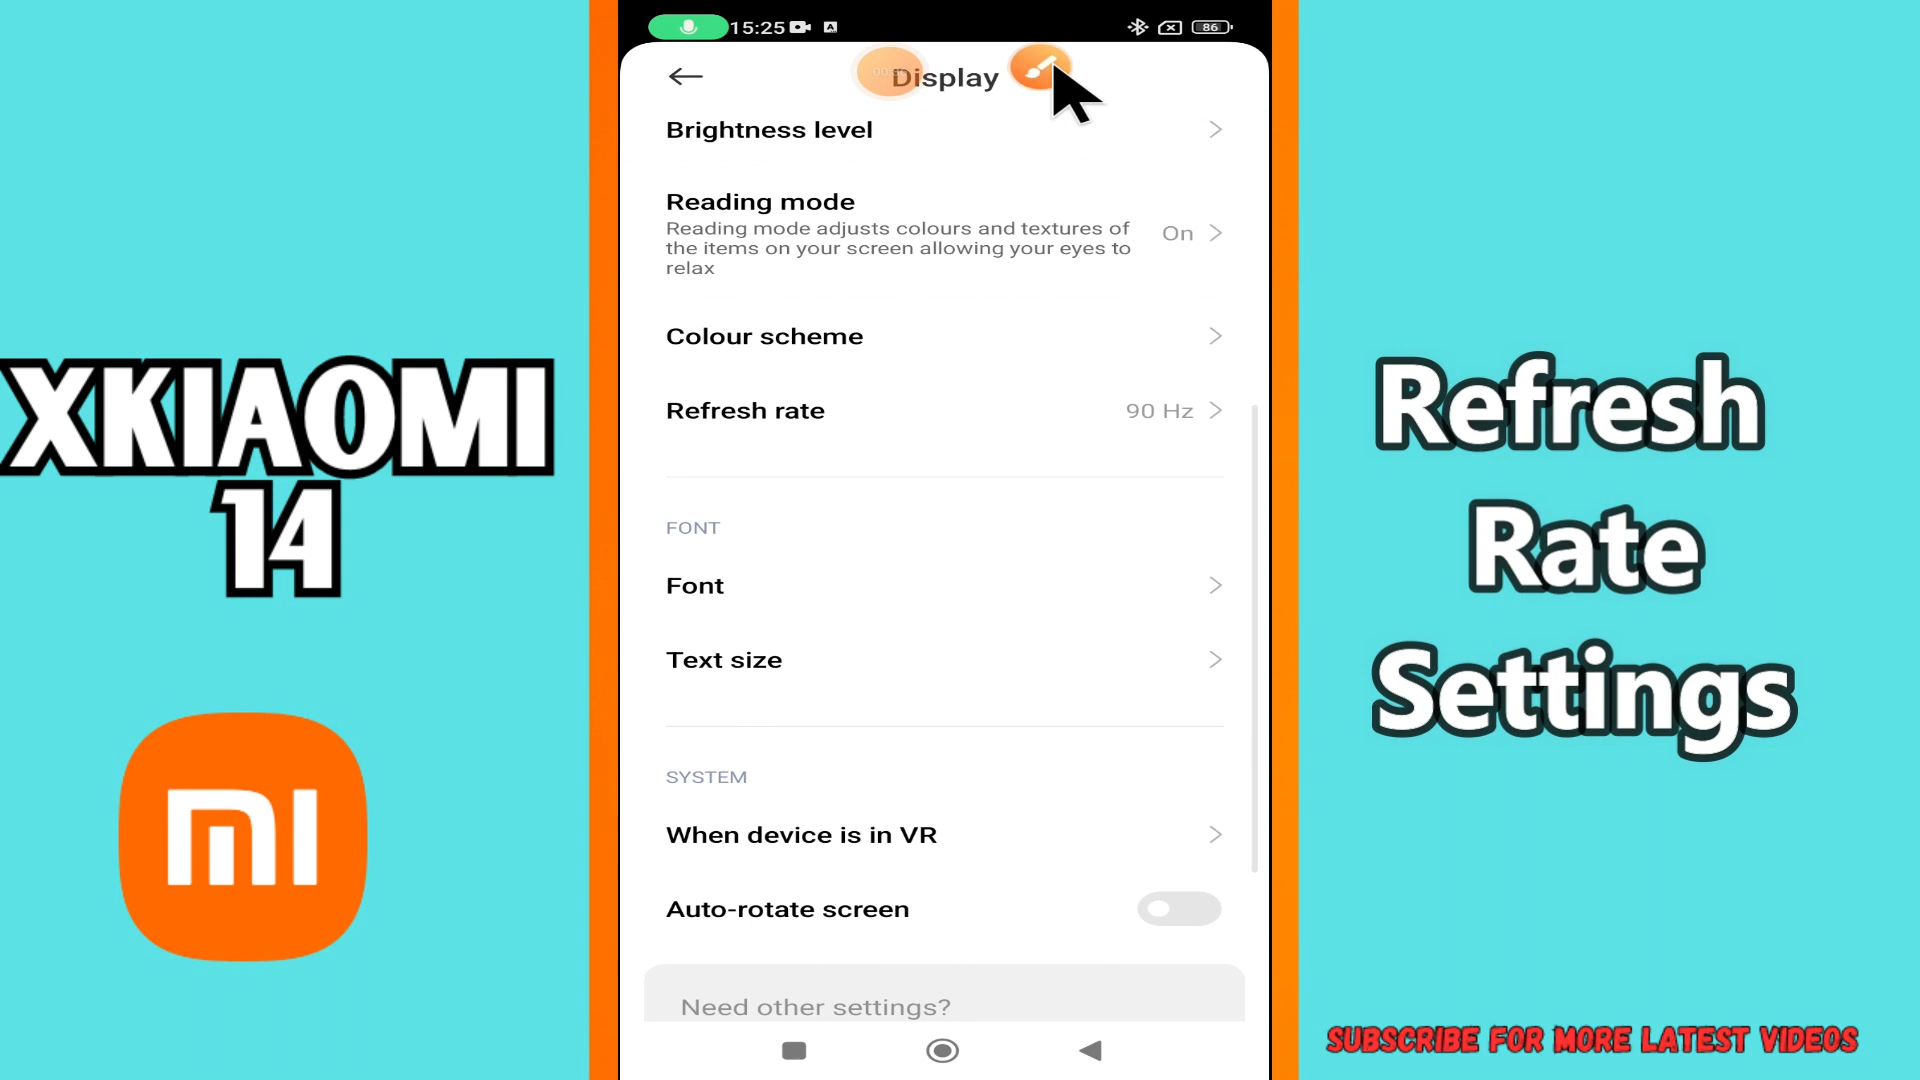 15:25
86
Display
Brightness level
Reading mode
Reading mode adjusts colours and textures of
the items on your screen allowing your eyes to
relax
On
Colour scheme
Refresh rate
90 Hz
FONT
Font
Text size
SYSTEM
When device is in VR
Auto-rotate screen
Need other settings?
XKIAOMI
14
mi
Refresh
Rate
Settings
SUBSCRIBE FOR MORE LATEST VIDEOS